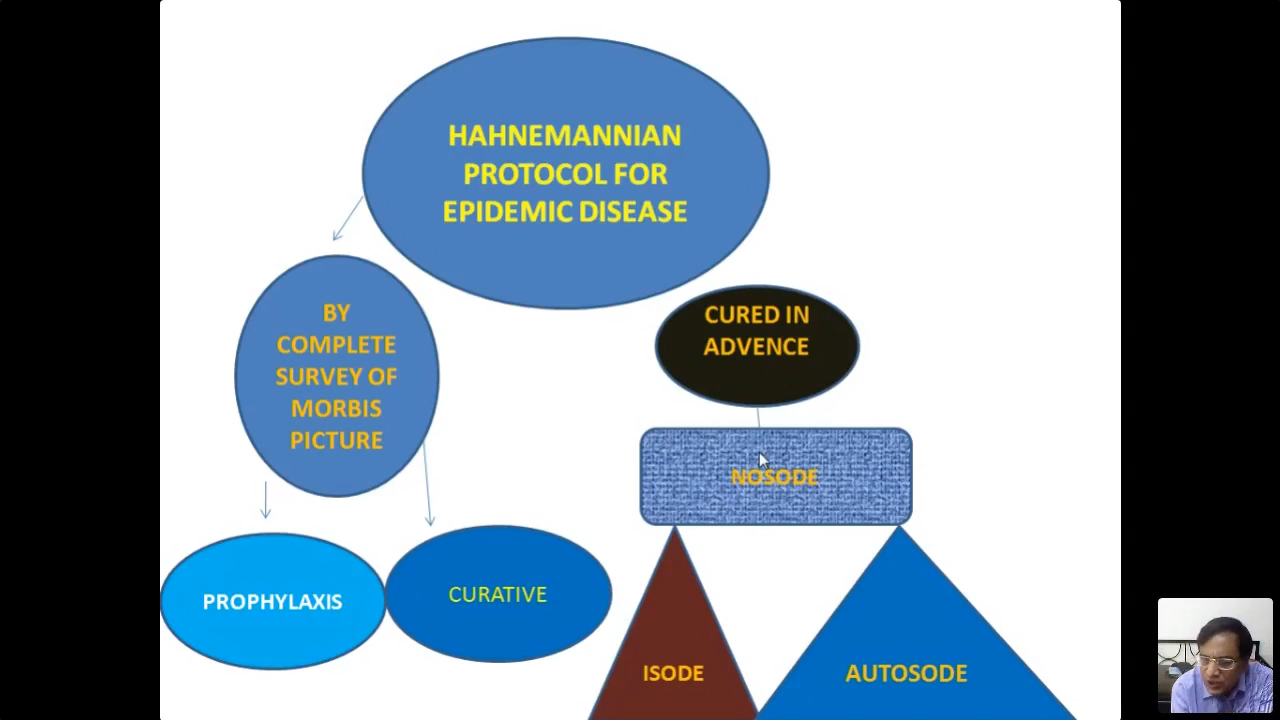 HAHNEMANNIAN
PROTOCOL FOR
EPIDEMIC DISEASE
BY
COMPLETE
SURVEY OF
MORBIS
PICTURE
CURED IN
ADVENCE
NOSODE
PROPHYLAXIS
CURATIVE
ISODE
AUTOSODE